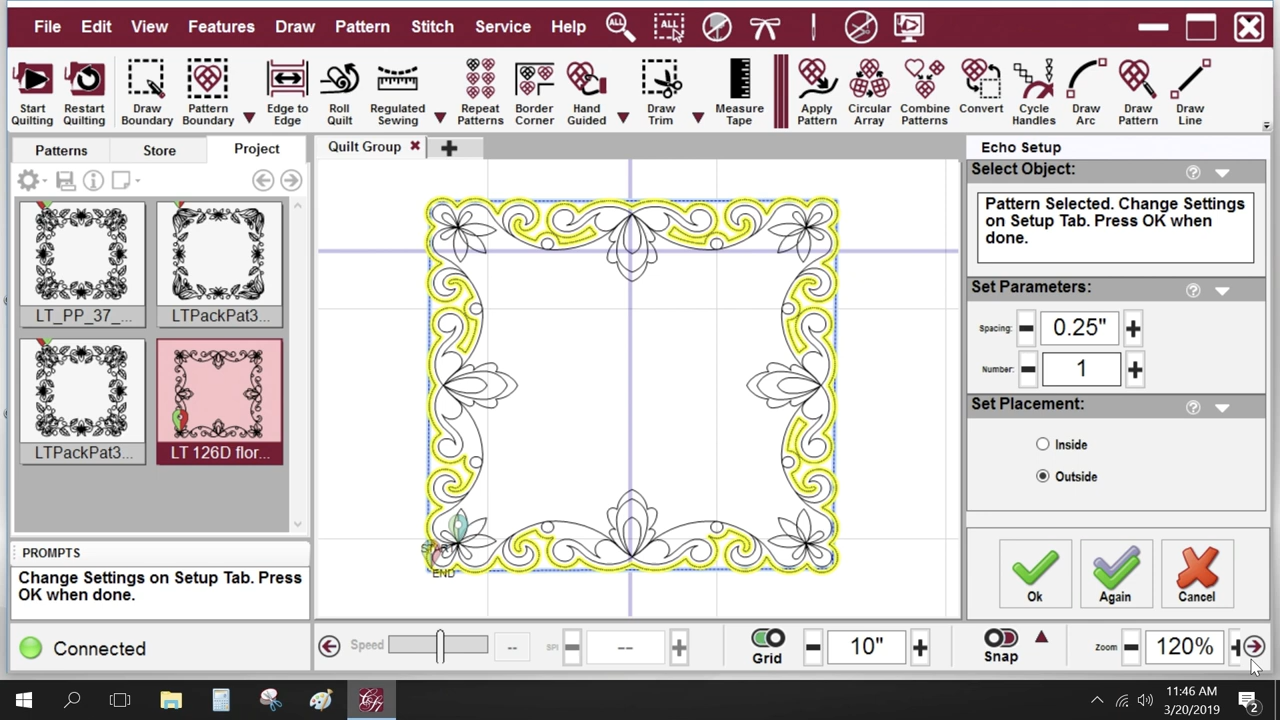 File Edit View Features Draw Pattern Stitch Service Help ALL ALL
Start Quilting
Restart Quilting
Draw Boundary
Pattern Boundary
Edge to Edge
Roll Quilt
Regulated Sewing
Repeat Patterns
Border Corner
Hand Guided
Draw Trim
Measure Tape
Apply Pattern
Circular Array
Combine Patterns
Convert
Cycle Handles
Draw Arc
Draw Pattern
Draw Line
Patterns Store Project
Quilt Group
LT_PP_37_...
LTPackPat3...
LTPackPat3...
LT 126D flor...
PROMPTS
Change Settings on Setup Tab. Press
OK when done.
Connected
END
Echo Setup
Select Object:
Pattern Selected. Change Settings
on Setup Tab. Press OK when
done.
Set Parameters:
Spacing: 0.25"
Number: 1
Set Placement:
Inside
Outside
Ok Again Cancel
Speed -- SPI -- Grid 10" Snap Zoom 120%
11:46 AM
3/20/2019
2